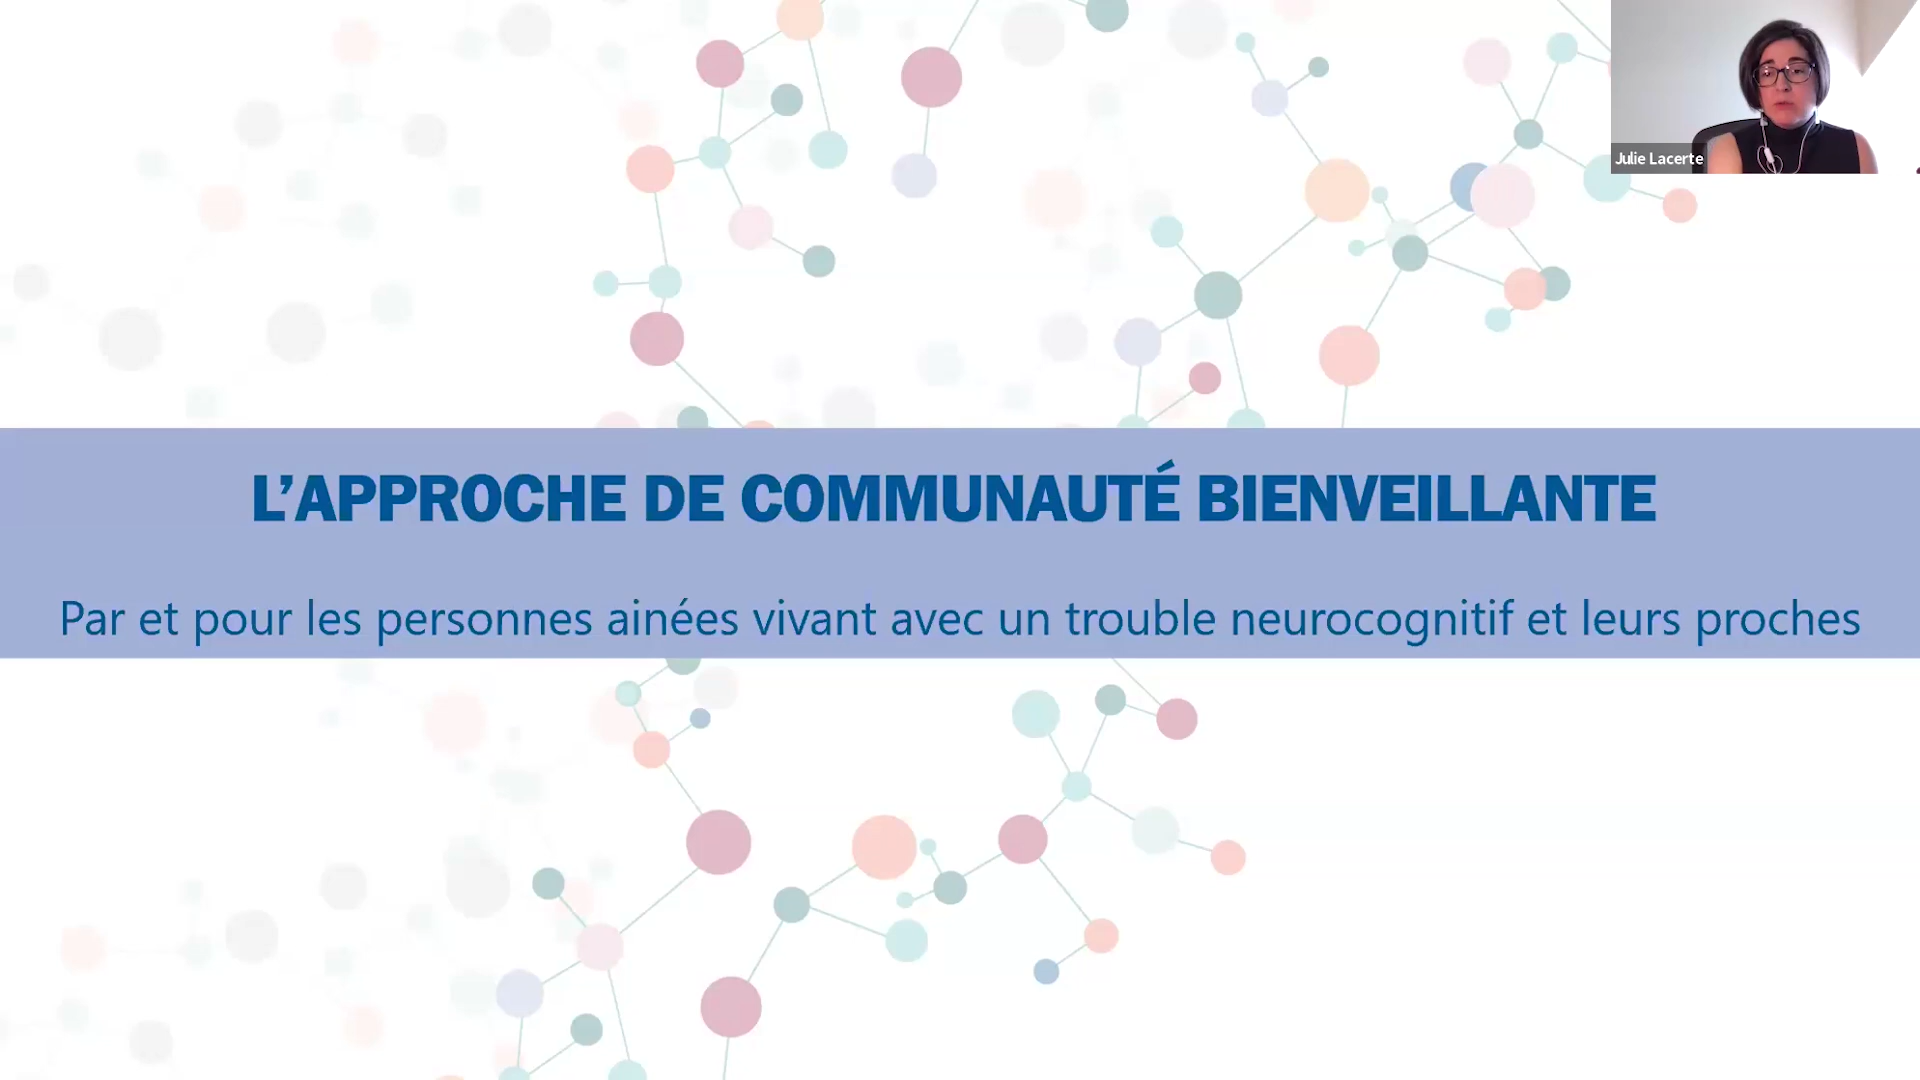 Julie Lacerte
L’APPROCHE DE COMMUNAUTÉ BIENVEILLANTE
Par et pour les personnes ainées vivant avec un trouble neurocognitif et leurs proches